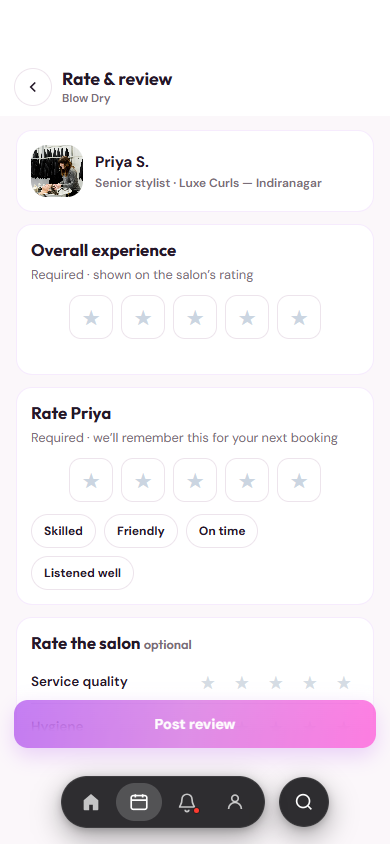 Rate & review
Blow Dry
Priya S.
Senior stylist · Luxe Curls — Indiranagar
Overall experience
Required · shown on the salon's rating
Rate Priya
Required · we'll remember this for your next booking
Skilled
Friendly
On time
Listened well
Rate the salon optional
Service quality
Hygiene
Post review